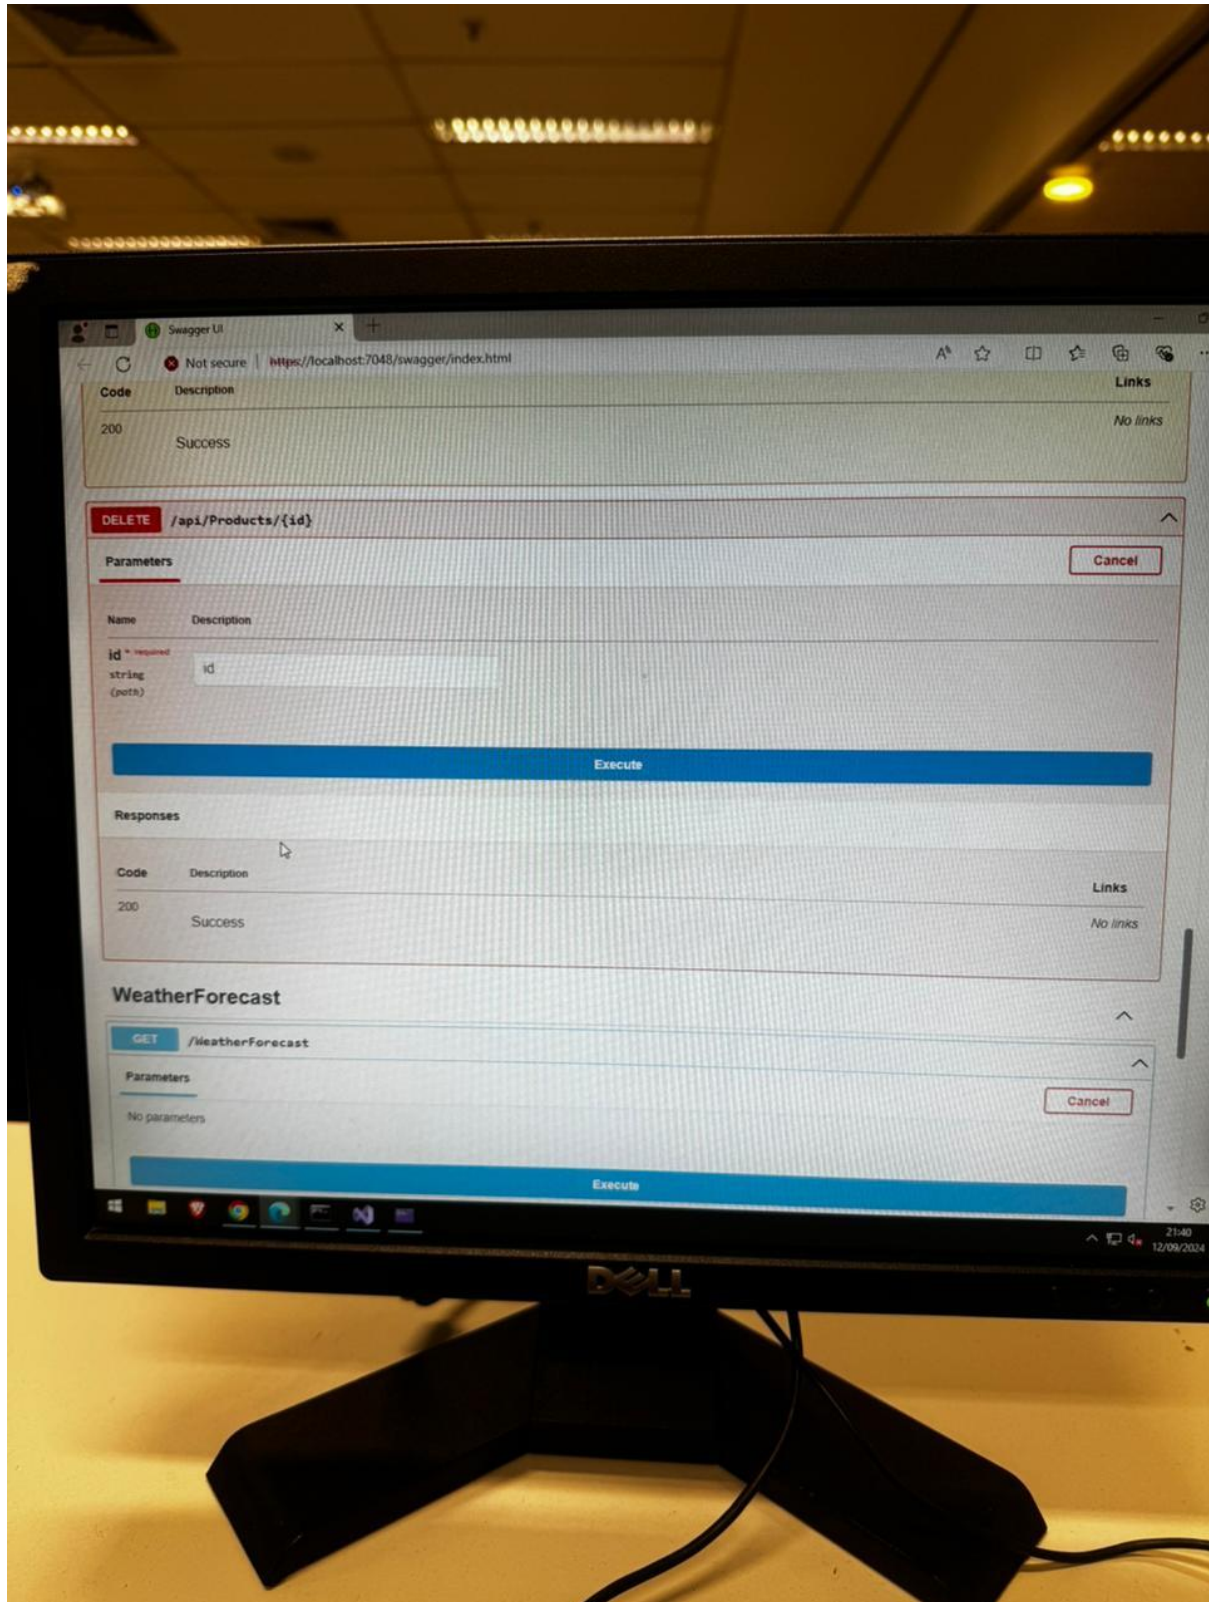 Swagger UI
Not secure | https://localhost:7048/swagger/index.html
Code Description Links
200 Success No links
DELETE /api/Products/{id}
Parameters Cancel
Name Description
id * required
string
(path)
id
Execute
Responses
Code Description Links
200 Success No links
WeatherForecast
GET /WeatherForecast
Parameters Cancel
No parameters
Execute
21:40
12/09/2024
DELL